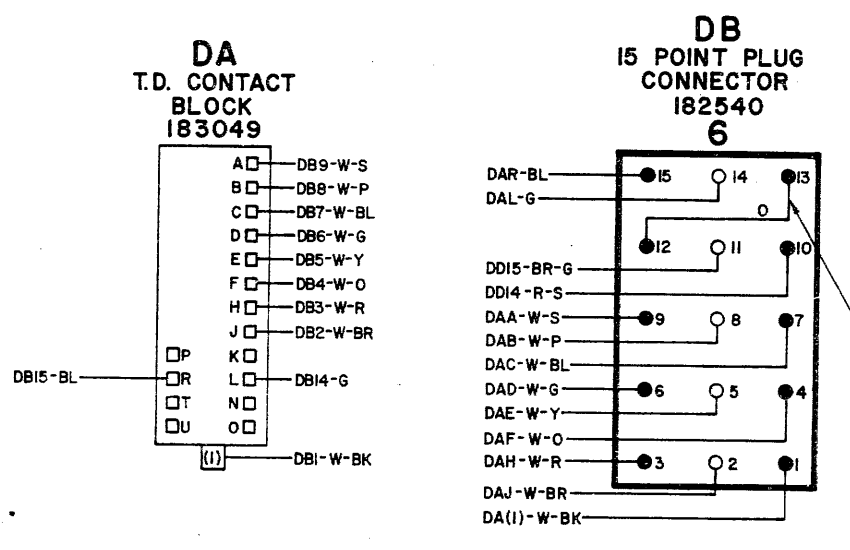 DA
T.D. CONTACT
BLOCK
183049
A DB9-W-S
B DB8-W-P
C DB7-W-BL
D DB6-W-G
E DB5-W-Y
F DB4-W-O
H DB3-W-R
J DB2-W-BR
P K
DB15-BL R L DB14-G
T N
U O
(1) DB1-W-BK
DB
15 POINT PLUG
CONNECTOR
182540
6
DAR-BL 15 14 13
DAL-G
O
12 11 10
DD15-BR-G
DD14-R-S
DAA-W-S 9 8 7
DAB-W-P
DAC-W-BL
DAD-W-G 6 5 4
DAE-W-Y
DAF-W-O
DAH-W-R 3 2 1
DAJ-W-BR
DA(1)-W-BK